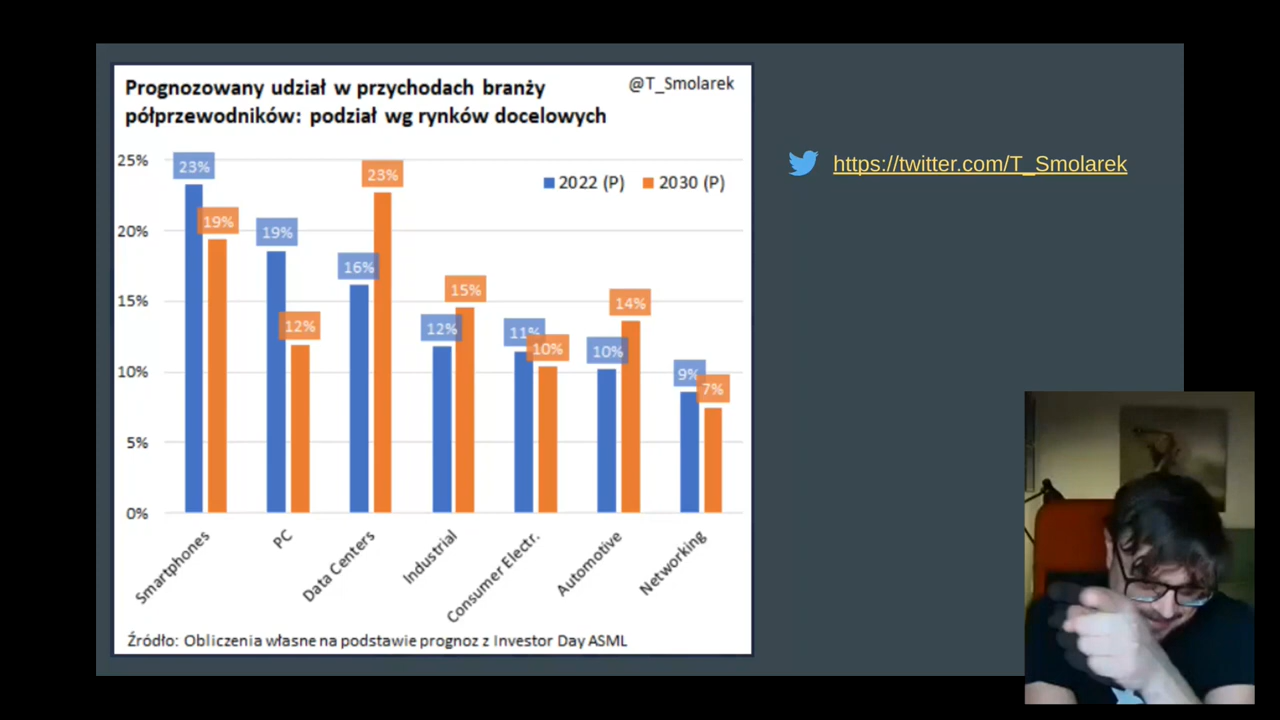 Prognozowany udział w przychodach branży
półprzewodników: podział wg rynków docelowych
@T_Smolarek
https://twitter.com/T_Smolarek
2022 (P) 2030 (P)
25%
20%
15%
10%
5%
0%
23% 19%
19% 12%
16% 23%
12% 15%
11% 10%
10% 14%
9% 7%
Smartphones
PC
Data Centers
Industrial
Consumer Electr.
Automotive
Networking
Źródło: Obliczenia własne na podstawie prognoz z Investor Day ASML